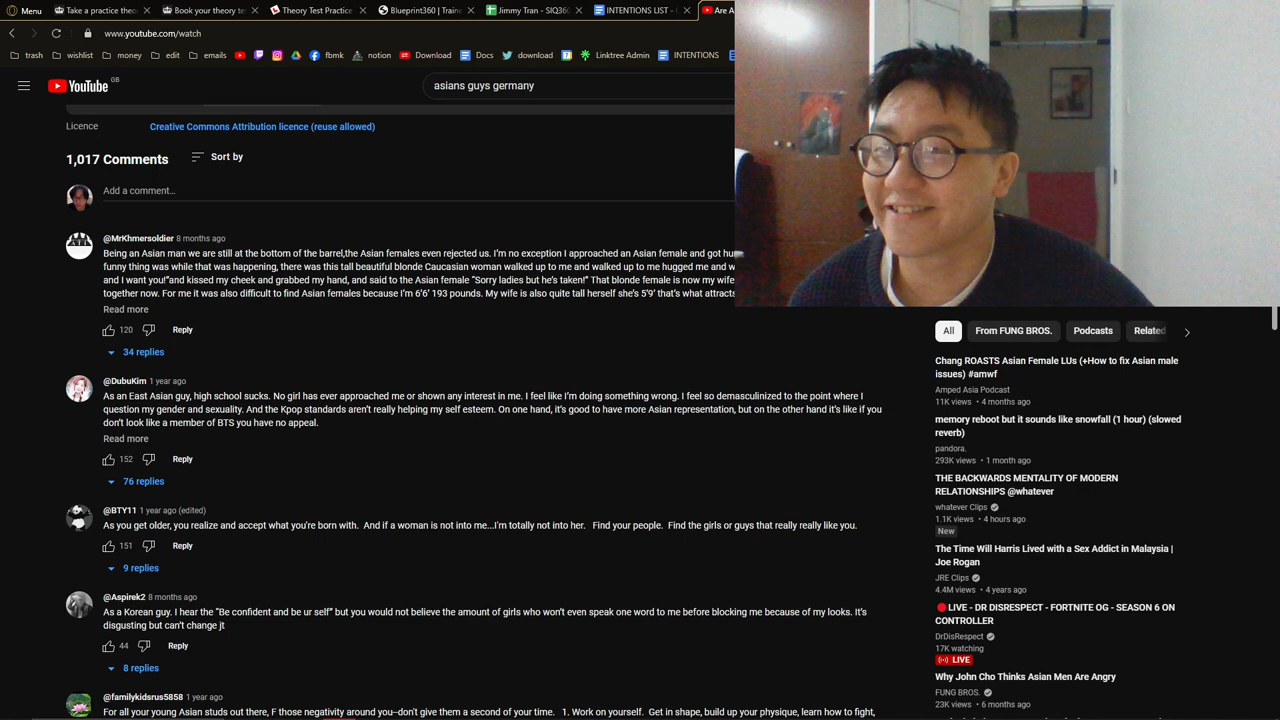 Menu
Take a practice theo
Book your theory te
Theory Test Practice
Blueprint360 | Traine
Jimmy Tran - SIQ360
INTENTIONS LIST - G
Are A
www.youtube.com/watch
trash
wishlist
money
edit
emails
fbmk
notion
Download
Docs
download
Linktree Admin
INTENTIONS
YouTube GB
asians guys germany
Licence
Creative Commons Attribution licence (reuse allowed)
1,017 Comments
Sort by
Add a comment...
@MrKhmersoldier 8 months ago
Being an Asian man we are still at the bottom of the barrel,the Asian females even rejected us. I'm no exception I approached an Asian female and got hu
funny thing was while that was happening, there was this tall beautiful blonde Caucasian woman walked up to me and walked up to me hugged me and w
and I want you!"and kissed my cheek and grabbed my hand, and said to the Asian female "Sorry ladies but he's taken!" That blonde female is now my wife
together now. For me it was also difficult to find Asian females because I'm 6'6' 193 pounds. My wife is also quite tall herself she's 5'9' that's what attracts
Read more
120
Reply
34 replies
@DubuKim 1 year ago
As an East Asian guy, high school sucks. No girl has ever approached me or shown any interest in me. I feel like I'm doing something wrong. I feel so demasculinized to the point where I
question my gender and sexuality. And the Kpop standards aren't really helping my self esteem. On one hand, it's good to have more Asian representation, but on the other hand it's like if you
don't look like a member of BTS you have no appeal.
Read more
152
Reply
76 replies
@BTY11 1 year ago (edited)
As you get older, you realize and accept what you're born with. And if a woman is not into me...I'm totally not into her. Find your people. Find the girls or guys that really really like you.
151
Reply
9 replies
@Aspirek2 8 months ago
As a Korean guy. I hear the "Be confident and be ur self" but you would not believe the amount of girls who won't even speak one word to me before blocking me because of my looks. It's
disgusting but can't change jt
44
Reply
8 replies
@familykidsrus5858 1 year ago
For all your young Asian studs out there, F those negativity around you--don't give them a second of your time. 1. Work on yourself. Get in shape, build up your physique, learn how to fight,
All
From FUNG BROS.
Podcasts
Related
Chang ROASTS Asian Female LUs (+How to fix Asian male
issues) #amwf
Amped Asia Podcast
11K views • 4 months ago
memory reboot but it sounds like snowfall (1 hour) (slowed
reverb)
pandora.
293K views • 1 month ago
THE BACKWARDS MENTALITY OF MODERN
RELATIONSHIPS @whatever
whatever Clips
1.1K views • 4 hours ago
New
The Time Will Harris Lived with a Sex Addict in Malaysia |
Joe Rogan
JRE Clips
4.4M views • 4 years ago
LIVE - DR DISRESPECT - FORTNITE OG - SEASON 6 ON
CONTROLLER
DrDisRespect
17K watching
LIVE
Why John Cho Thinks Asian Men Are Angry
FUNG BROS.
23K views • 6 months ago